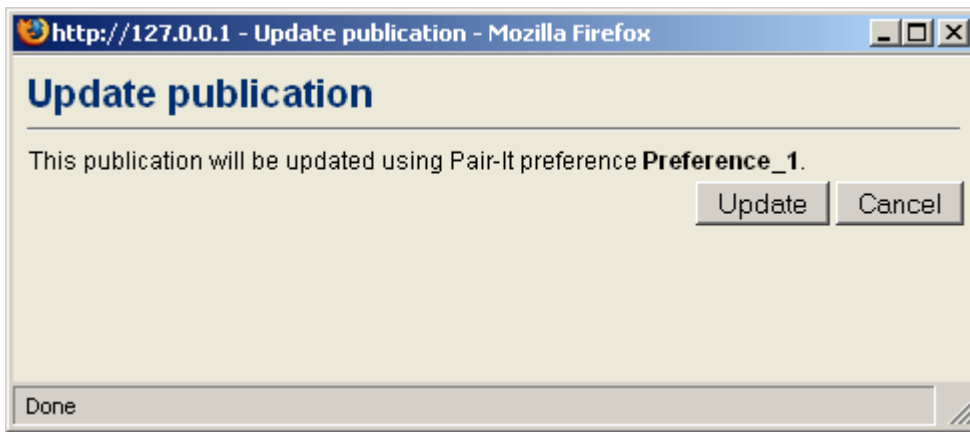 http://127.0.0.1 - Update publication - Mozilla Firefox
Update publication
This publication will be updated using Pair-It preference Preference_1.
Update Cancel
Done